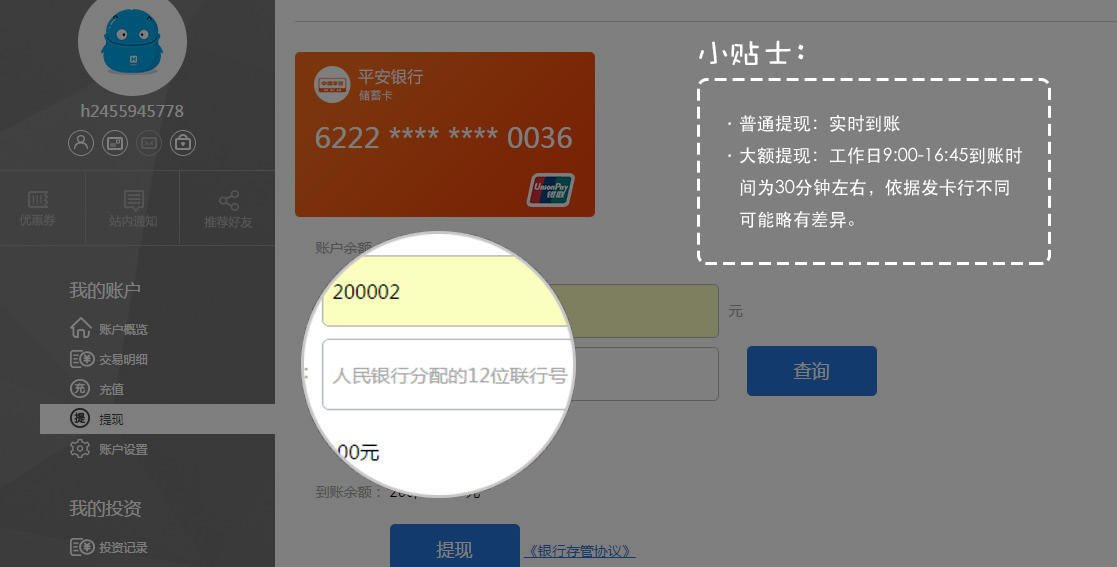 h2455945778
优惠券
站内通知
推荐好友
我的账户
账户概览
交易明细
充 充值
提 提现
账户设置
我的投资
投资记录
平安银行
储蓄卡
6222 **** **** 0036
UnionPay
银联
小贴士：
· 普通提现：实时到账
· 大额提现：工作日9:00-16:45到账时
间为30分钟左右，依据发卡行不同
可能略有差异。
账户余额
200002
元
：
人民银行分配的12位联行号
查询
00元
到账余额：
提现
《银行存管协议》